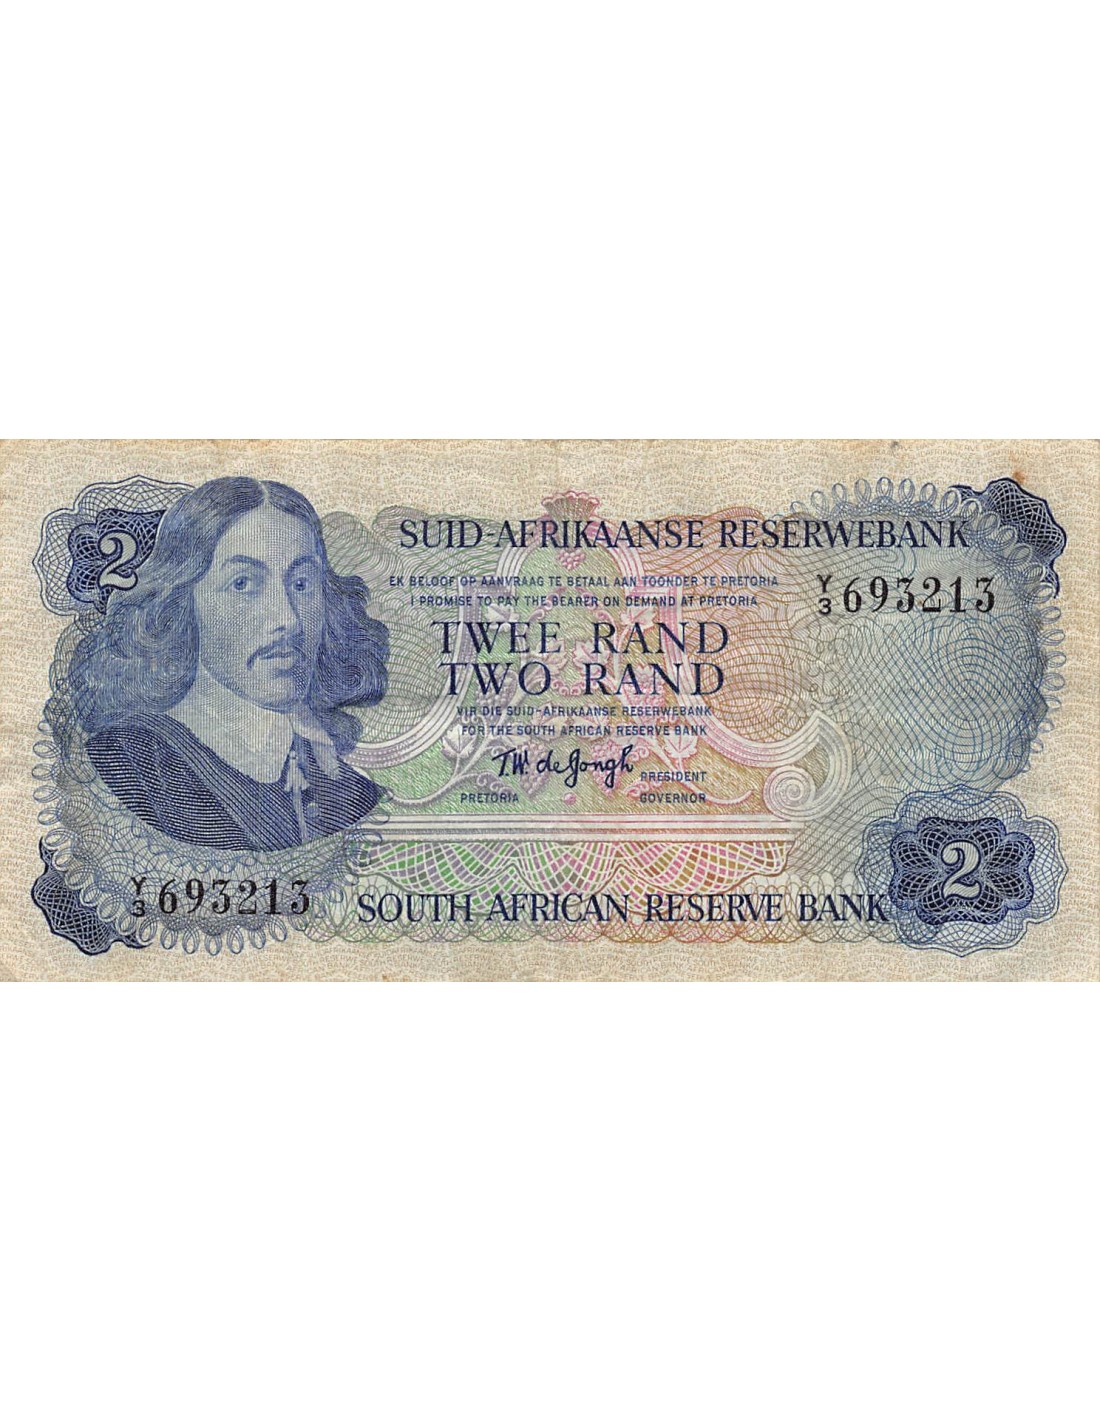 2
SUID-AFRIKAANSE RESERWEBANK
EK BELOOF OP AANVRAAG TE BETAAL AAN TOONDER TE PRETORIA
I PROMISE TO PAY THE BEARER ON DEMAND AT PRETORIA
Y/3 693213
TWEE RAND
TWO RAND
VIR DIE SUID-AFRIKAANSE RESERWEBANK
FOR THE SOUTH AFRICAN RESERVE BANK
T.W. de Jongh
PRESIDENT
PRETORIA GOVERNOR
Y/3 693213
SOUTH AFRICAN RESERVE BANK
2